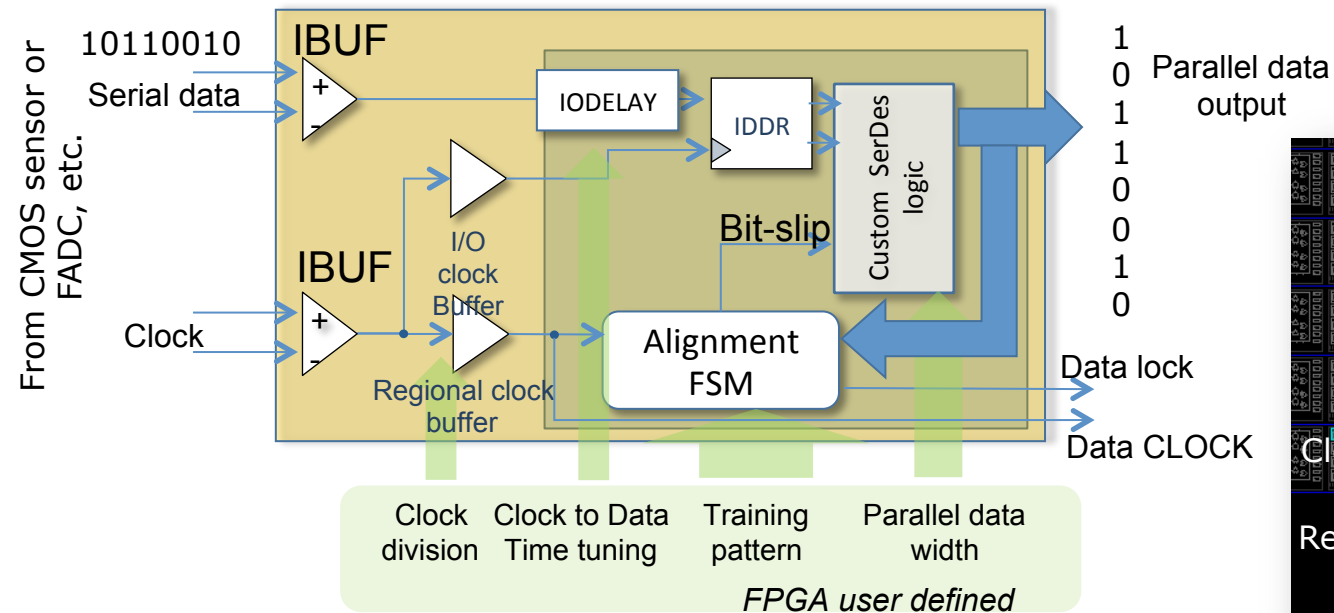 From CMOS sensor or
FADC, etc.
10110010
Serial data
Clock
IBUF
+
-
IODELAY
IDDR
Custom SerDes
logic
I/O
clock
Buffer
Bit-slip
IBUF
+
-
Regional clock
buffer
Alignment
FSM
1
0
1
1
0
0
1
0
Parallel data
output
Data lock
Data CLOCK
Clock
division
Clock to Data
Time tuning
Training
pattern
Parallel data
width
FPGA user defined
Cl
Re